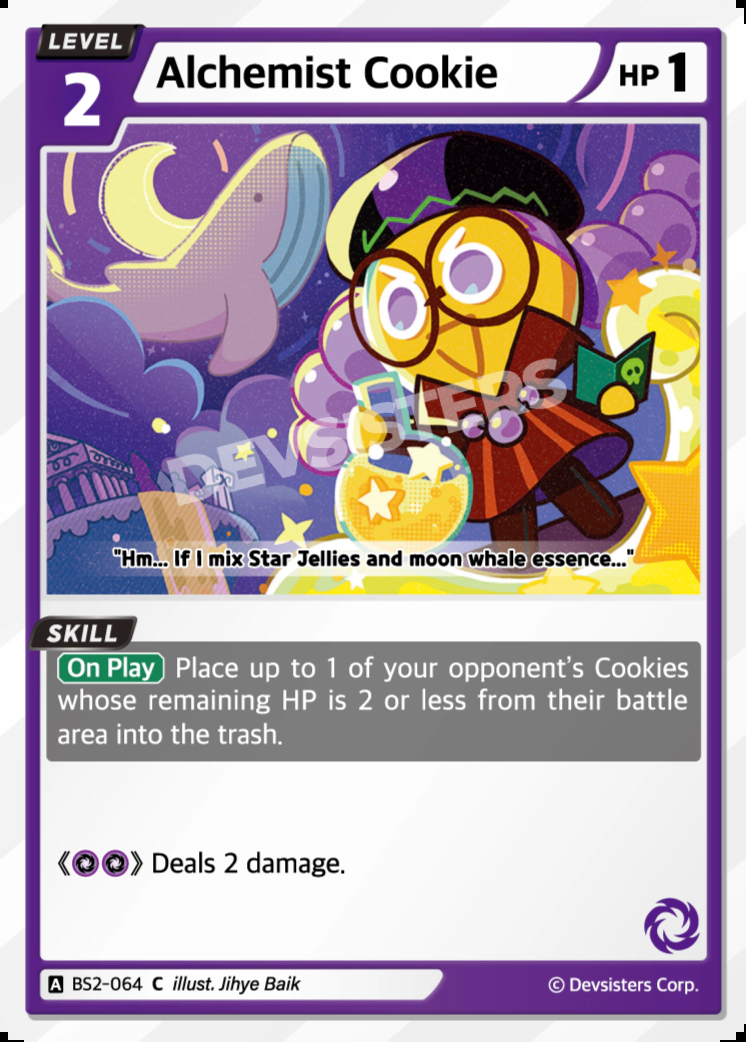 LEVEL
2
Alchemist Cookie
HP 1
DEVSISTERS
"Hm... If I mix Star Jellies and moon whale essence..."
SKILL
On Play Place up to 1 of your opponent's Cookies
whose remaining HP is 2 or less from their battle
area into the trash.
《 》 Deals 2 damage.
A BS2-064 C illust. Jihye Baik
© Devsisters Corp.